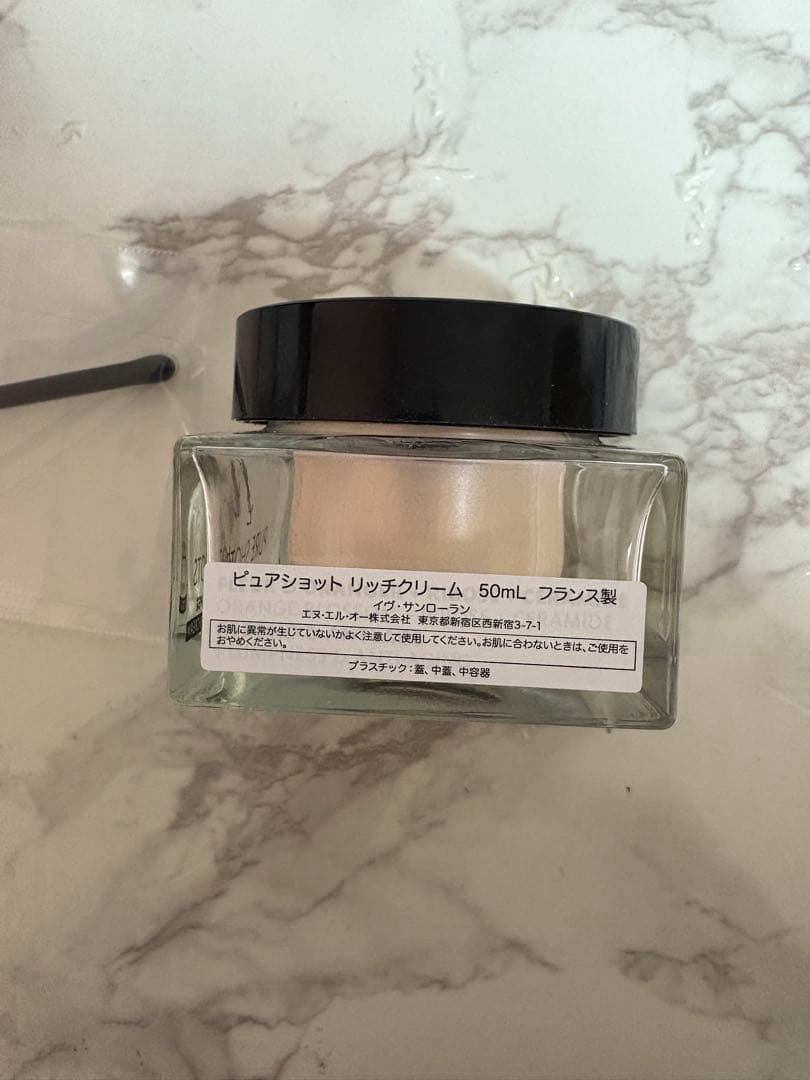 ピュアショット リッチクリーム 50mL フランス製
イヴ・サンローラン
エヌ・エル・オー株式会社 東京都新宿区西新宿3-7-1
お肌に異常が生じていないかよく注意して使用してください。お肌に合わないときは、ご使用を
おやめください。
プラスチック：蓋、中蓋、中容器